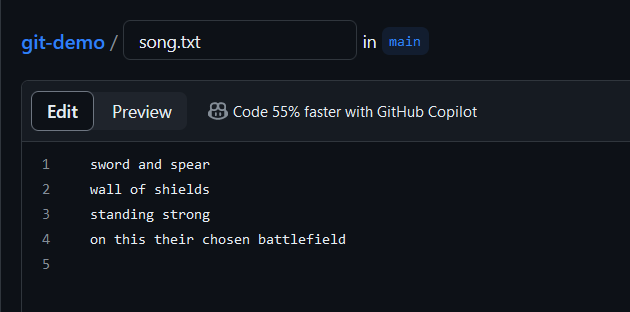 git-demo / song.txt in main
Edit Preview Code 55% faster with GitHub Copilot
1 sword and spear
2 wall of shields
3 standing strong
4 on this their chosen battlefield
5